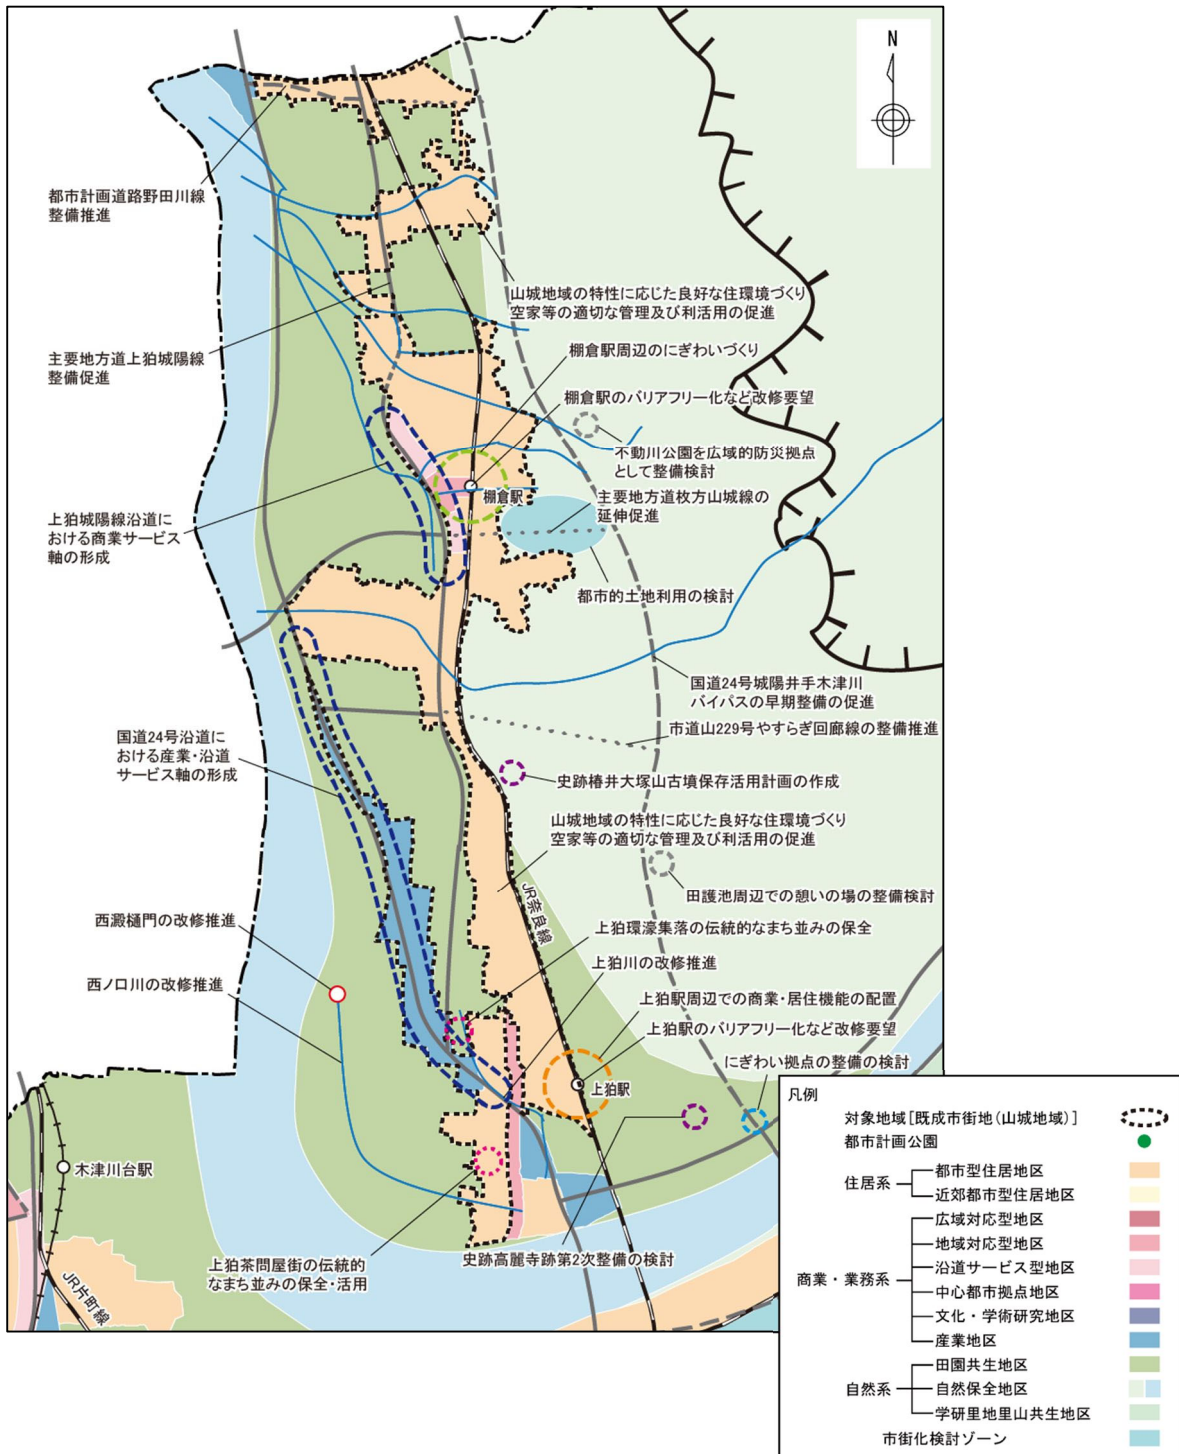 N
都市計画道路野田川線
整備推進
山城地域の特性に応じた良好な住環境づくり
空家等の適切な管理及び利活用の促進
主要地方道上狛城陽線
整備促進
棚倉駅周辺のにぎわいづくり
棚倉駅のバリアフリー化など改修要望
不動川公園を広域的防災拠点
として整備検討
棚倉駅
主要地方道枚方山城線の
延伸促進
上狛城陽線沿道に
おける商業サービス
軸の形成
都市的土地利用の検討
国道24号城陽井手木津川
バイパスの早期整備の促進
市道山229号やすらぎ回廊線の整備推進
国道24号沿道に
おける産業・沿道
サービス軸の形成
史跡椿井大塚山古墳保存活用計画の作成
山城地域の特性に応じた良好な住環境づくり
空家等の適切な管理及び利活用の促進
JR奈良線
田護池周辺での憩いの場の整備検討
西澱樋門の改修推進
上狛環濠集落の伝統的なまち並みの保全
上狛川の改修推進
西ノ口川の改修推進
上狛駅周辺での商業・居住機能の配置
上狛駅のバリアフリー化など改修要望
にぎわい拠点の整備の検討
上狛駅
木津川台駅
史跡高麗寺跡第2次整備の検討
上狛茶問屋街の伝統的
なまち並みの保全・活用
JR片町線
凡例
対象地域[既成市街地(山城地域)]
都市計画公園
住居系
都市型住居地区
近郊都市型住居地区
商業・業務系
広域対応型地区
地域対応型地区
沿道サービス型地区
中心都市拠点地区
文化・学術研究地区
産業地区
自然系
田園共生地区
自然保全地区
学研里地里山共生地区
市街化検討ゾーン